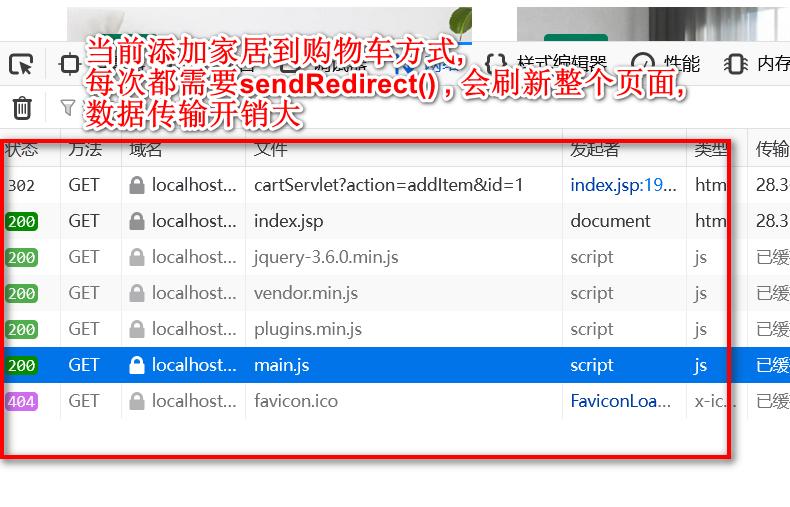 当前添加家居到购物车方式,
每次都需要sendRedirect() , 会刷新整个页面,
数据传输开销大
样式编辑器 性能 内存
状态 方法 域名 文件 发起者 类型 传输
302 GET localhost... cartServlet?action=addItem&id=1 index.jsp:19... htm 28.3
200 GET localhost... index.jsp document htm 28.3
200 GET localhost... jquery-3.6.0.min.js script js 已缓
200 GET localhost... vendor.min.js script js 已缓
200 GET localhost... plugins.min.js script js 已缓
200 GET localhost... main.js script js 已缓
404 GET localhost... favicon.ico FaviconLoa... x-ic... 已缓